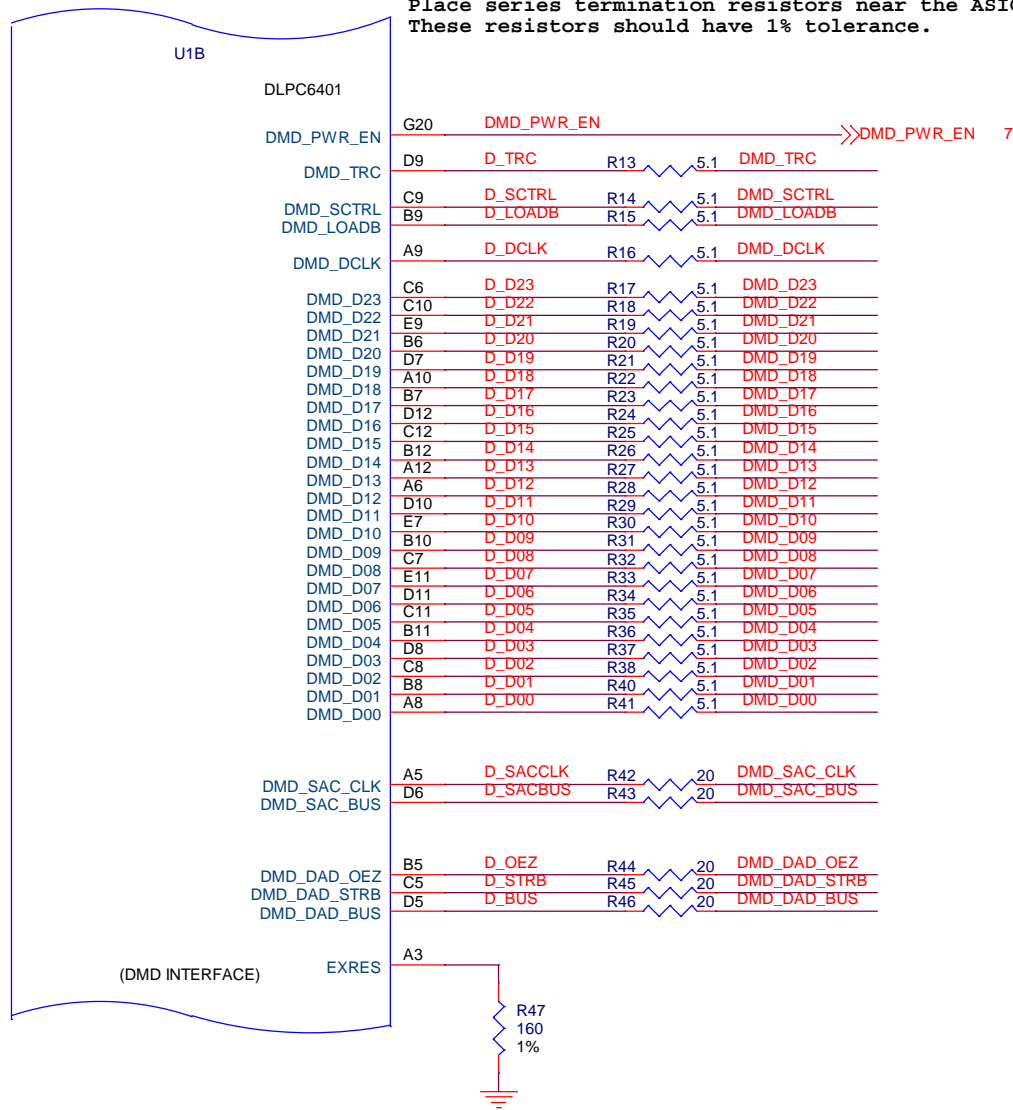 Place series termination resistors near the ASIC
These resistors should have 1% tolerance.
U1B
DLPC6401
DMD_PWR_EN G20 DMD_PWR_EN DMD_PWR_EN 7
DMD_TRC D9 D_TRC R13 5.1 DMD_TRC
DMD_SCTRL C9 D_SCTRL R14 5.1 DMD_SCTRL
DMD_LOADB B9 D_LOADB R15 5.1 DMD_LOADB
DMD_DCLK A9 D_DCLK R16 5.1 DMD_DCLK
DMD_D23 C6 D_D23 R17 5.1 DMD_D23
DMD_D22 C10 D_D22 R18 5.1 DMD_D22
DMD_D21 E9 D_D21 R19 5.1 DMD_D21
DMD_D20 B6 D_D20 R20 5.1 DMD_D20
DMD_D19 D7 D_D19 R21 5.1 DMD_D19
DMD_D18 A10 D_D18 R22 5.1 DMD_D18
DMD_D17 B7 D_D17 R23 5.1 DMD_D17
DMD_D16 D12 D_D16 R24 5.1 DMD_D16
DMD_D15 C12 D_D15 R25 5.1 DMD_D15
DMD_D14 B12 D_D14 R26 5.1 DMD_D14
DMD_D13 A12 D_D13 R27 5.1 DMD_D13
DMD_D12 A6 D_D12 R28 5.1 DMD_D12
DMD_D11 D10 D_D11 R29 5.1 DMD_D11
DMD_D10 E7 D_D10 R30 5.1 DMD_D10
DMD_D09 B10 D_D09 R31 5.1 DMD_D09
DMD_D08 C7 D_D08 R32 5.1 DMD_D08
DMD_D07 E11 D_D07 R33 5.1 DMD_D07
DMD_D06 D11 D_D06 R34 5.1 DMD_D06
DMD_D05 C11 D_D05 R35 5.1 DMD_D05
DMD_D04 B11 D_D04 R36 5.1 DMD_D04
DMD_D03 D8 D_D03 R37 5.1 DMD_D03
DMD_D02 C8 D_D02 R38 5.1 DMD_D02
DMD_D01 B8 D_D01 R40 5.1 DMD_D01
DMD_D00 A8 D_D00 R41 5.1 DMD_D00
DMD_SAC_CLK A5 D_SACCLK R42 20 DMD_SAC_CLK
DMD_SAC_BUS D6 D_SACBUS R43 20 DMD_SAC_BUS
DMD_DAD_OEZ B5 D_OEZ R44 20 DMD_DAD_OEZ
DMD_DAD_STRB C5 D_STRB R45 20 DMD_DAD_STRB
DMD_DAD_BUS D5 D_BUS R46 20 DMD_DAD_BUS
EXRES A3
(DMD INTERFACE)
R47
160
1%